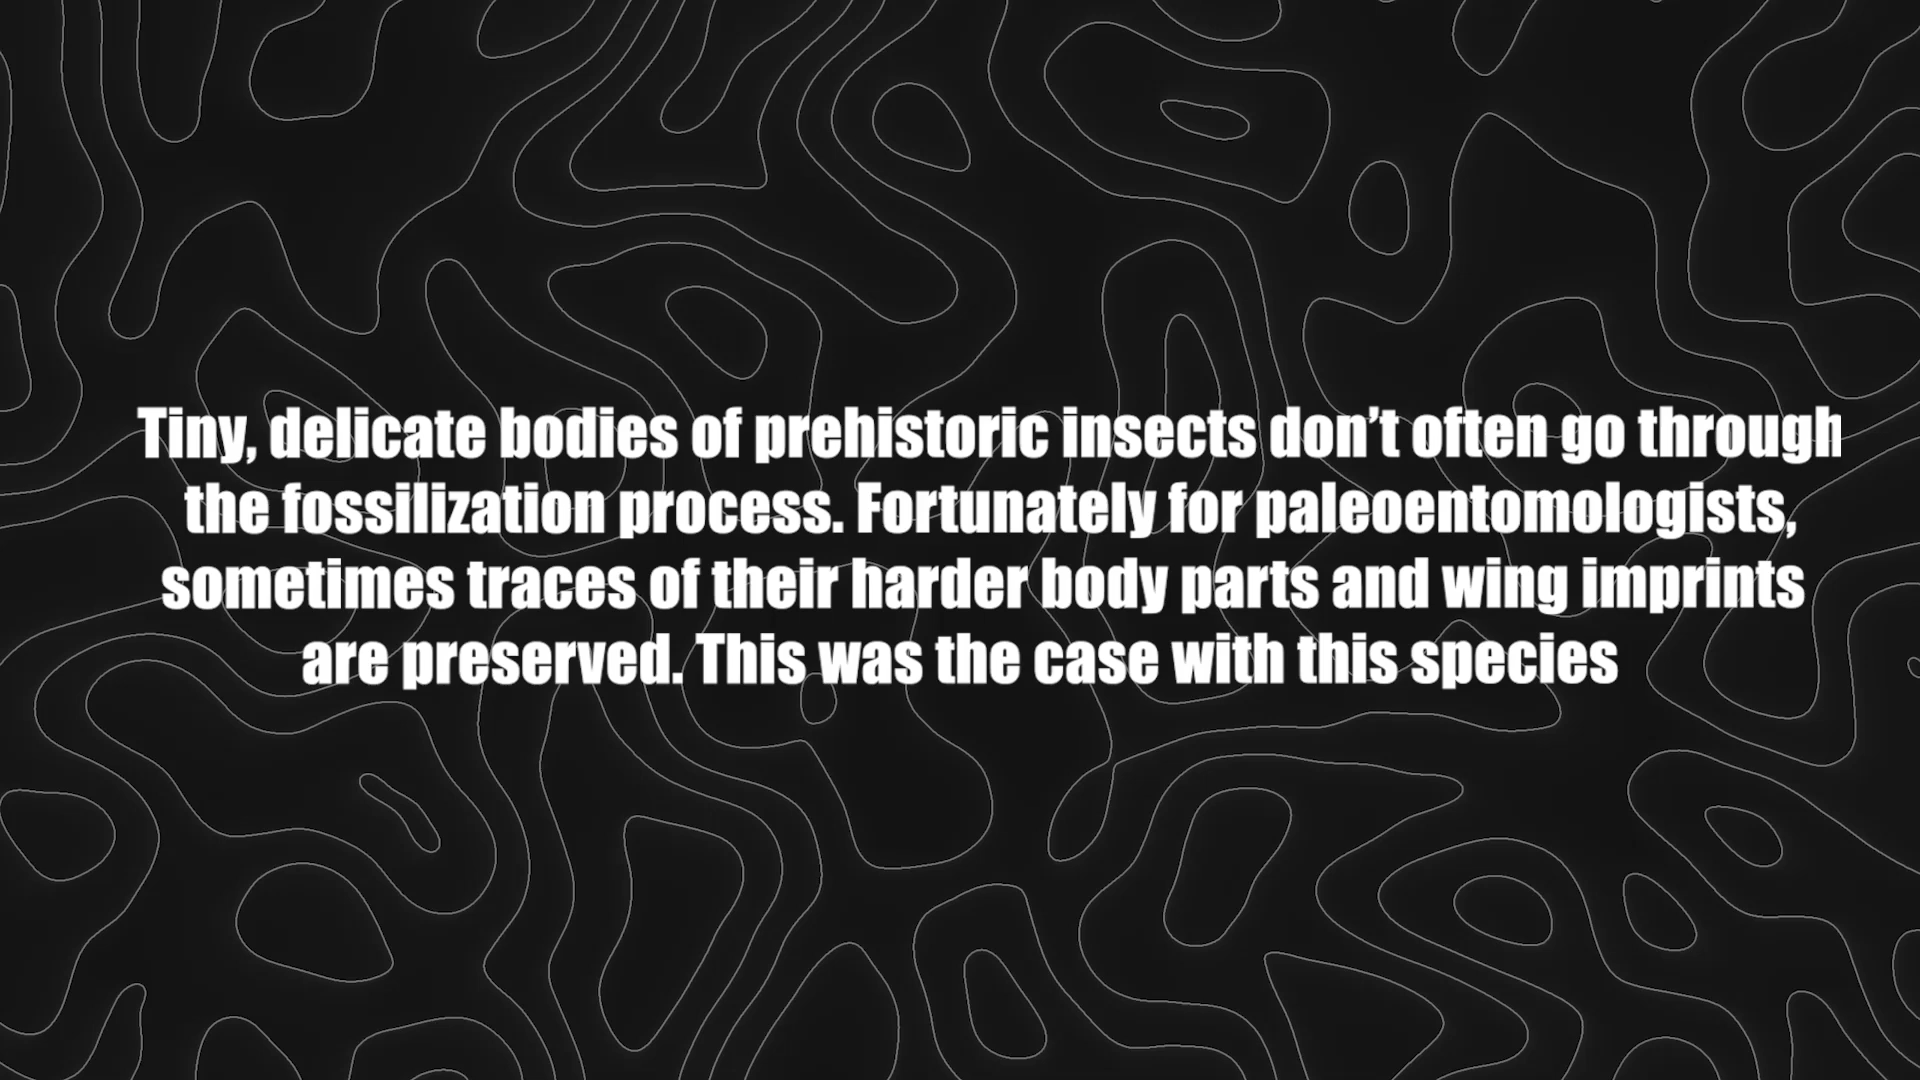 Tiny, delicate bodies of prehistoric insects don’t often go through
the fossilization process. Fortunately for paleoentomologists,
sometimes traces of their harder body parts and wing imprints
are preserved. This was the case with this species